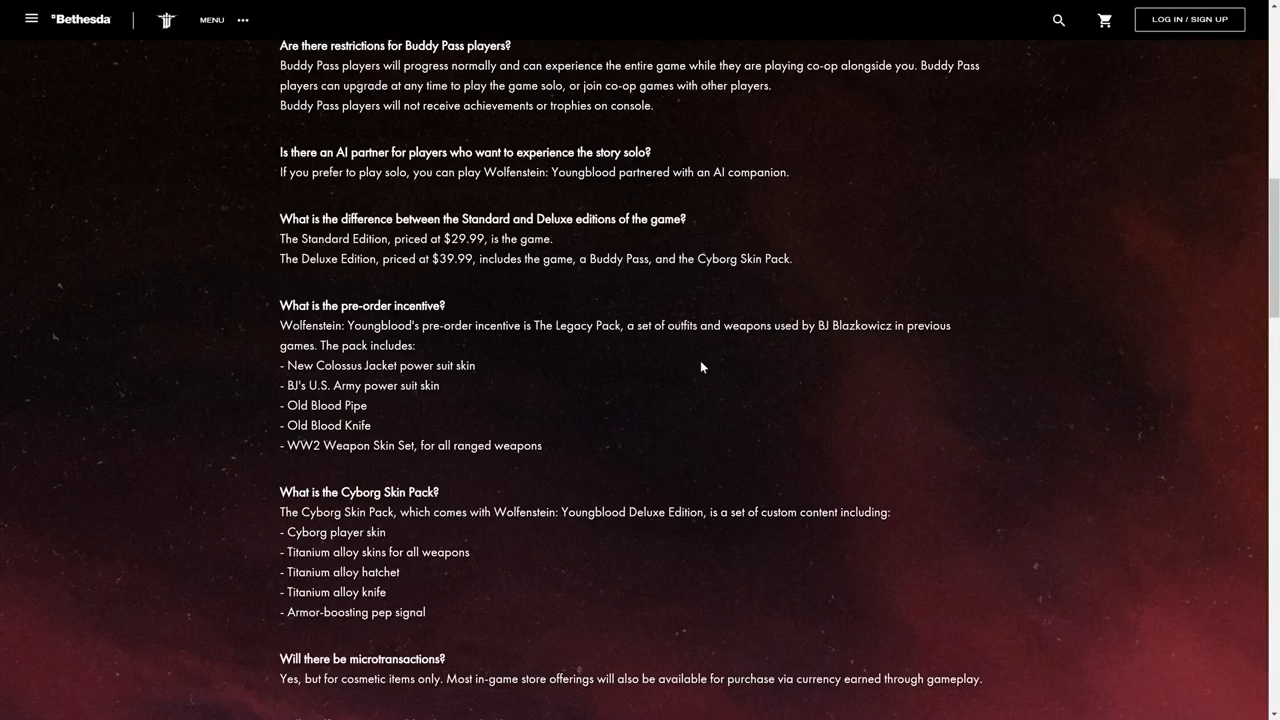 Bethesda
MENU
LOG IN / SIGN UP
Are there restrictions for Buddy Pass players?
Buddy Pass players will progress normally and can experience the entire game while they are playing co-op alongside you. Buddy Pass
players can upgrade at any time to play the game solo, or join co-op games with other players.
Buddy Pass players will not receive achievements or trophies on console.
Is there an AI partner for players who want to experience the story solo?
If you prefer to play solo, you can play Wolfenstein: Youngblood partnered with an AI companion.
What is the difference between the Standard and Deluxe editions of the game?
The Standard Edition, priced at $29.99, is the game.
The Deluxe Edition, priced at $39.99, includes the game, a Buddy Pass, and the Cyborg Skin Pack.
What is the pre-order incentive?
Wolfenstein: Youngblood's pre-order incentive is The Legacy Pack, a set of outfits and weapons used by BJ Blazkowicz in previous
games. The pack includes:
- New Colossus Jacket power suit skin
- BJ's U.S. Army power suit skin
- Old Blood Pipe
- Old Blood Knife
- WW2 Weapon Skin Set, for all ranged weapons
What is the Cyborg Skin Pack?
The Cyborg Skin Pack, which comes with Wolfenstein: Youngblood Deluxe Edition, is a set of custom content including:
- Cyborg player skin
- Titanium alloy skins for all weapons
- Titanium alloy hatchet
- Titanium alloy knife
- Armor-boosting pep signal
Will there be microtransactions?
Yes, but for cosmetic items only. Most in-game store offerings will also be available for purchase via currency earned through gameplay.